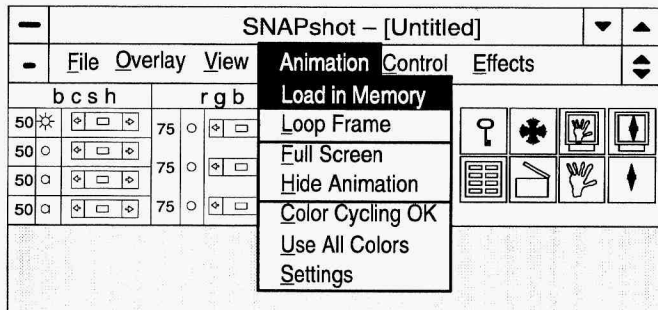 SNAPshot – [Untitled]
File Overlay View Animation Control Effects
Load in Memory
Loop Frame
Full Screen
Hide Animation
Color Cycling OK
Use All Colors
Settings
b c s h
r g b
50
50
50
50
75
75
75